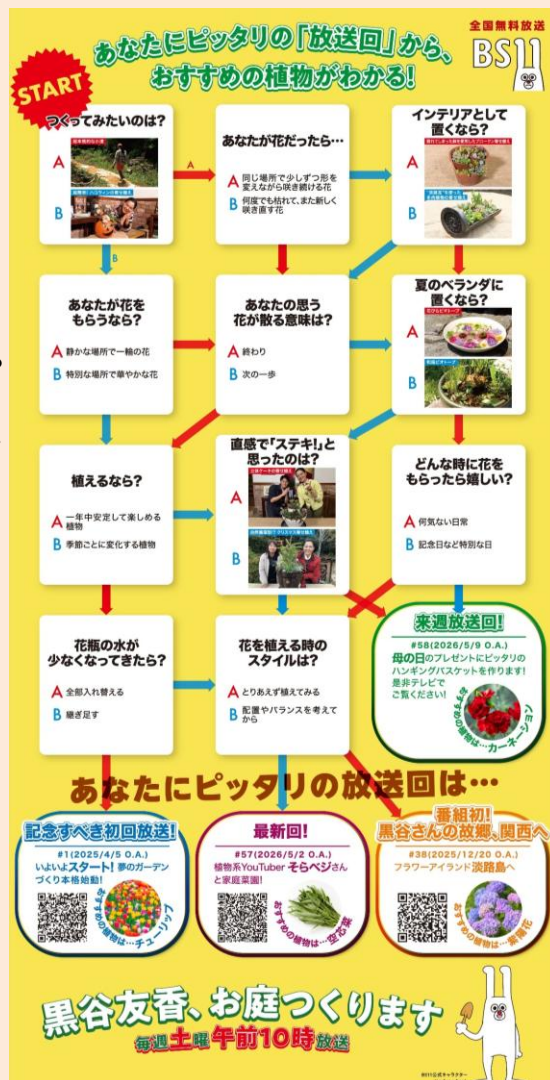 全国無料放送
BS11
あなたにピッタリの「放送回」から、
おすすめの植物がわかる!
START
つくってみたいのは?
A
B
A
B
あなたが花だったら…
A 同じ場所で少しずつ形を
変えながら咲き続ける花
B 何度でも枯れて、また新しく
咲き直す花
インテリアとして
置くなら?
A
B
あなたが花を
もらうなら?
A 静かな場所で一輪の花
B 特別な場所で華やかな花
あなたの思う
花が散る意味は?
A 終わり
B 次の一歩
夏のベランダに
置くなら?
A
B
植えるなら?
A 一年中安定して楽しめる
植物
B 季節ごとに変化する植物
直感で「ステキ!」と
思ったのは?
A
B
どんな時に花を
もらったら嬉しい?
A 何気ない日常
B 記念日など特別な日
花瓶の水が
少なくなってきたら?
A 全部入れ替える
B 継ぎ足す
花を植える時の
スタイルは?
A とりあえず植えてみる
B 配置やバランスを考えて
から
来週放送回!
#58(2026/5/9 O.A.)
母の日のプレゼントにピッタリの
ハンギングバスケットを作ります!
是非テレビで
ご覧ください!
おすすめの植物は…カーネーション
あなたにピッタリの放送回は…
記念すべき初回放送!
#1(2025/4/5 O.A.)
いよいよスタート! 夢のガーデン
づくり本格始動!
おすすめの植物は…チューリップ
最新回!
#57(2026/5/2 O.A.)
植物系YouTuber そらべジさん
と家庭菜園!
おすすめの植物は…空芯菜
番組初!
黒谷さんの故郷、関西へ
#38(2025/12/20 O.A.)
フラワーアイランド淡路島へ
おすすめの植物は…紫陽花
黒谷友香、お庭つくります
毎週土曜午前10時放送
BS11公式キャラクター